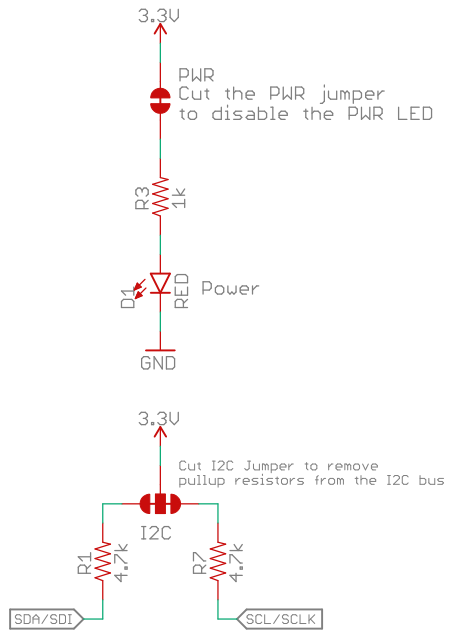 3.3V
PWR
Cut the PWR jumper
to disable the PWR LED
R3
1k
D1
RED
Power
GND
3.3V
Cut I2C Jumper to remove
pullup resistors from the I2C bus
I2C
R1
4.7k
R7
4.7k
SDA/SDI
SCL/SCLK